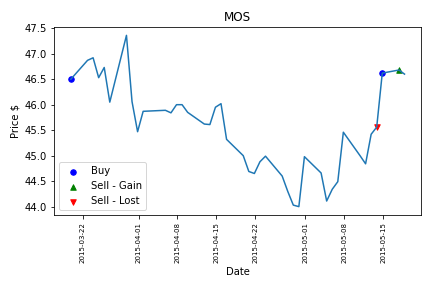 MOS
Price $
47.5
47.0
46.5
46.0
45.5
45.0
44.5
44.0
Buy
Sell - Gain
Sell - Lost
2015-03-22
2015-04-01
2015-04-08
2015-04-15
2015-04-22
2015-05-01
2015-05-08
2015-05-15
Date